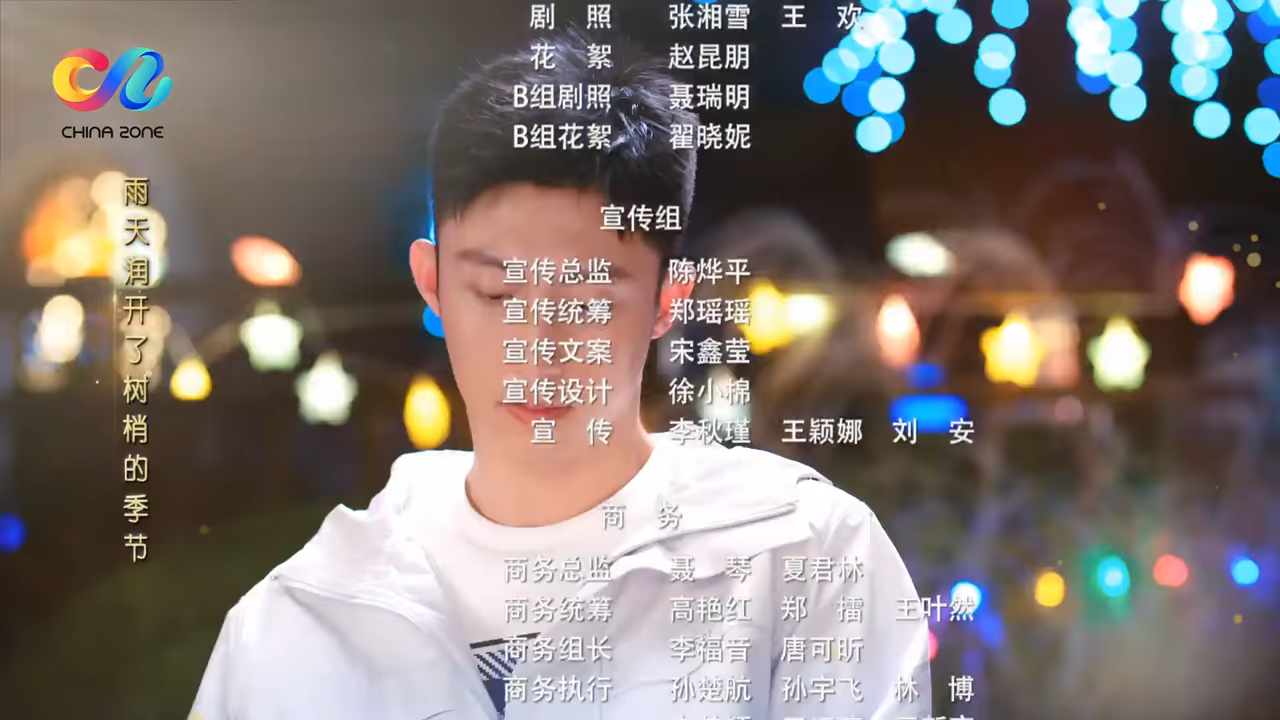 CHINA ZONE
雨天润开了树梢的季节
剧 照 张湘雪 王 欢
花 絮 赵昆朋
B组剧照 聂瑞明
B组花絮 翟晓妮
宣传组
宣传总监 陈烨平
宣传统筹 郑瑶瑶
宣传文案 宋鑫莹
宣传设计 徐小棉
宣 传 李秋瑾 王颖娜 刘 安
商 务
商务总监 聂 琴 夏君林
商务统筹 高艳红 郑 擂 王叶然
商务组长 李福音 唐可昕
商务执行 孙楚航 孙宇飞 林 博